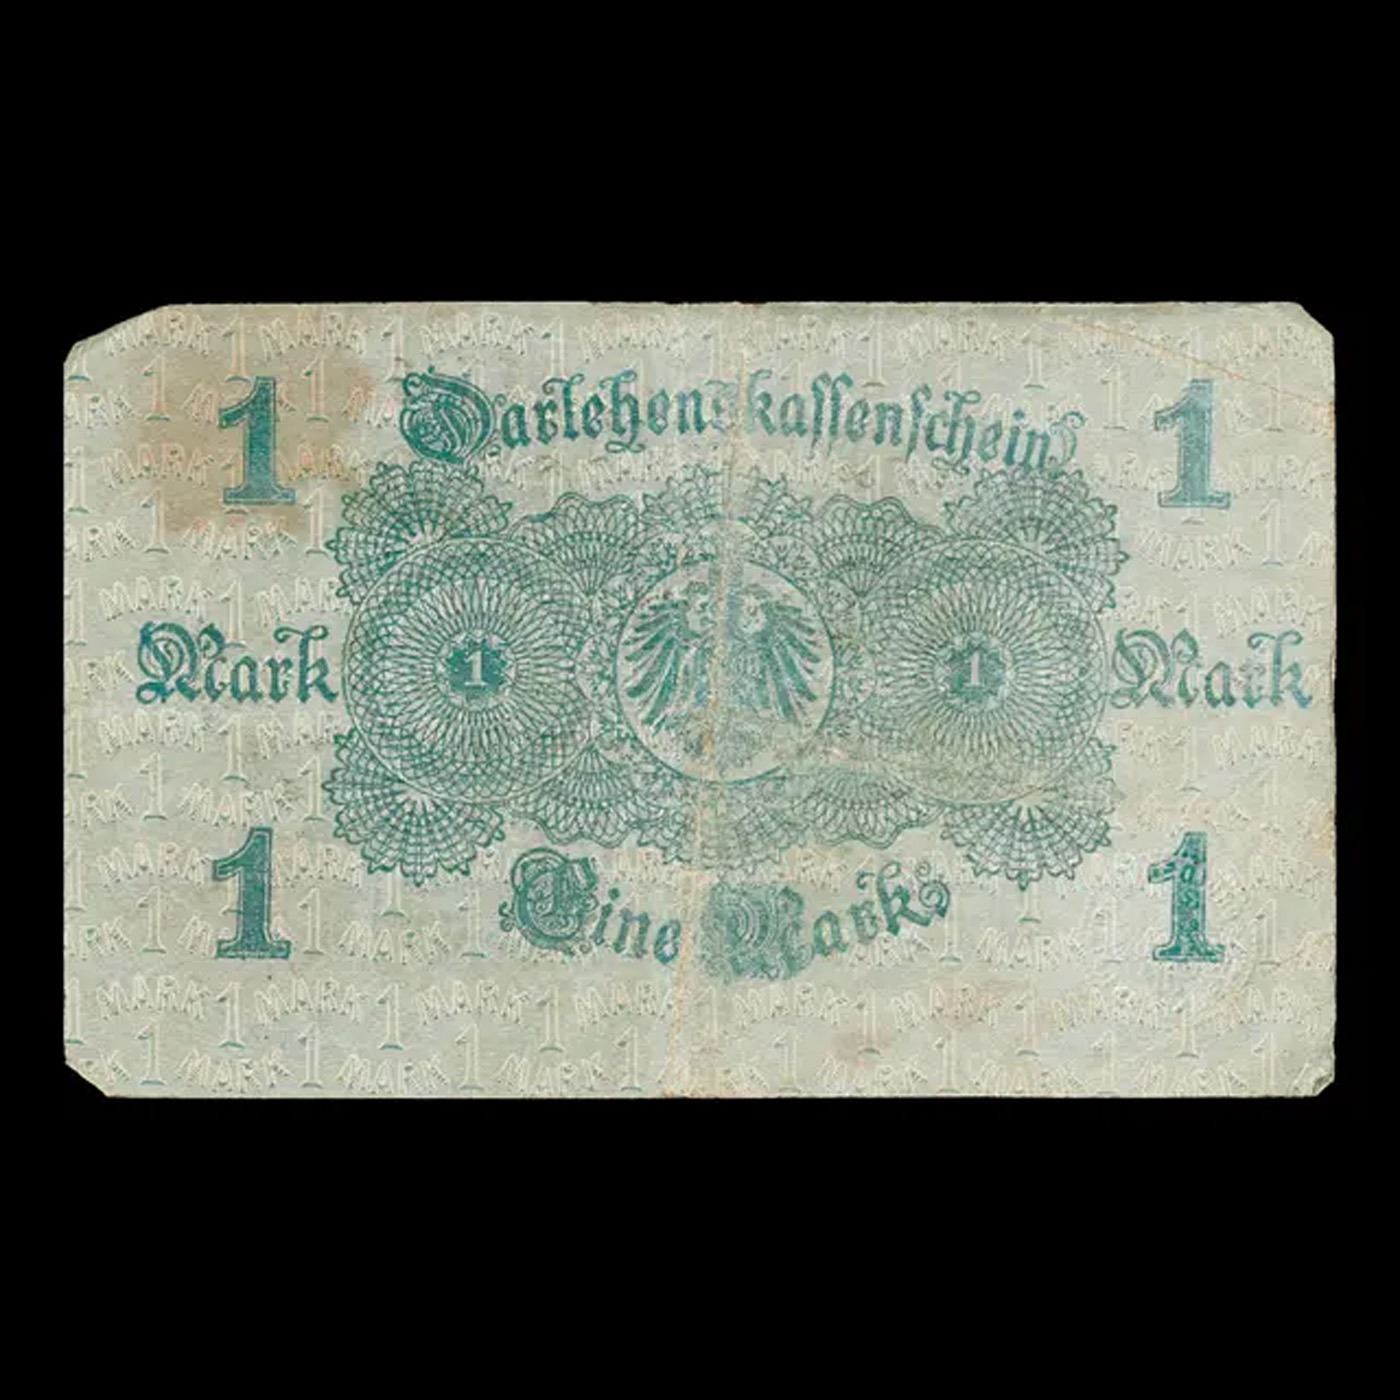 Darlehenskassenschein
1 1
Mark 1 1 Mark
1 1
Eine Mark